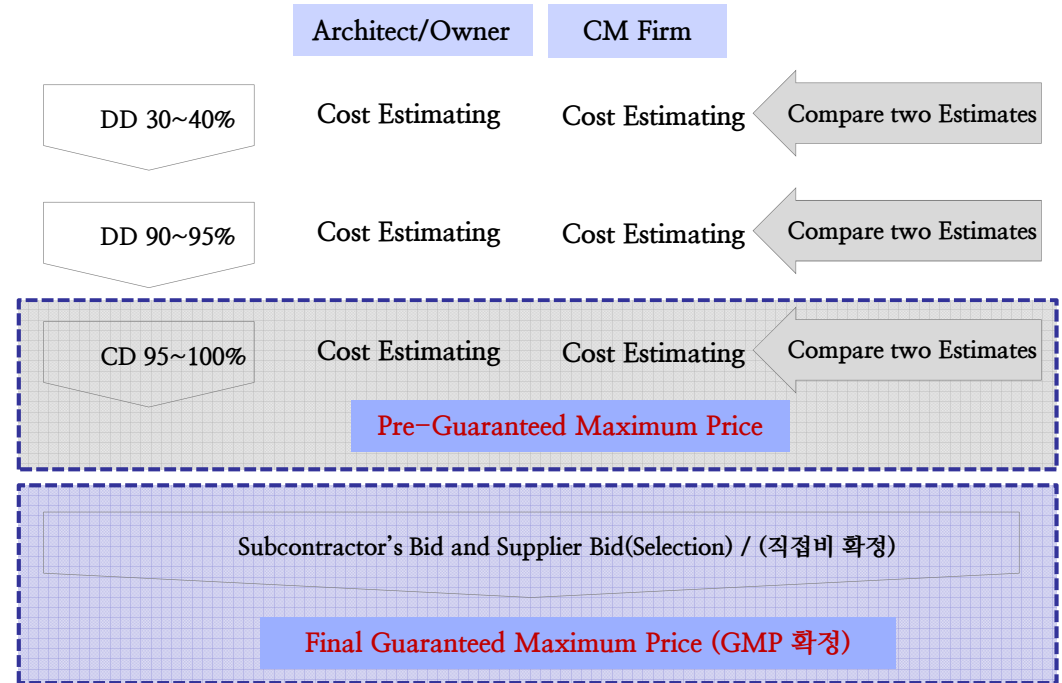 Architect/Owner CM Firm
DD 30~40% Cost Estimating Cost Estimating Compare two Estimates
DD 90~95% Cost Estimating Cost Estimating Compare two Estimates
CD 95~100% Cost Estimating Cost Estimating Compare two Estimates
Pre-Guaranteed Maximum Price
Subcontractor's Bid and Supplier Bid(Selection) / (직접비 확정)
Final Guaranteed Maximum Price (GMP 확정)